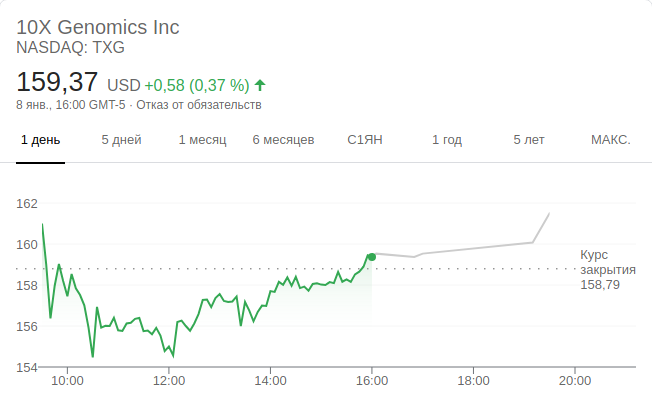 10X Genomics Inc
NASDAQ: TXG
159,37 USD +0,58 (0,37 %)
8 янв., 16:00 GMT-5 · Отказ от обязательств
1 день 5 дней 1 месяц 6 месяцев С1ЯН 1 год 5 лет МАКС.
162
160
158
156
154
Курс
закрытия
158,79
10:00 12:00 14:00 16:00 18:00 20:00